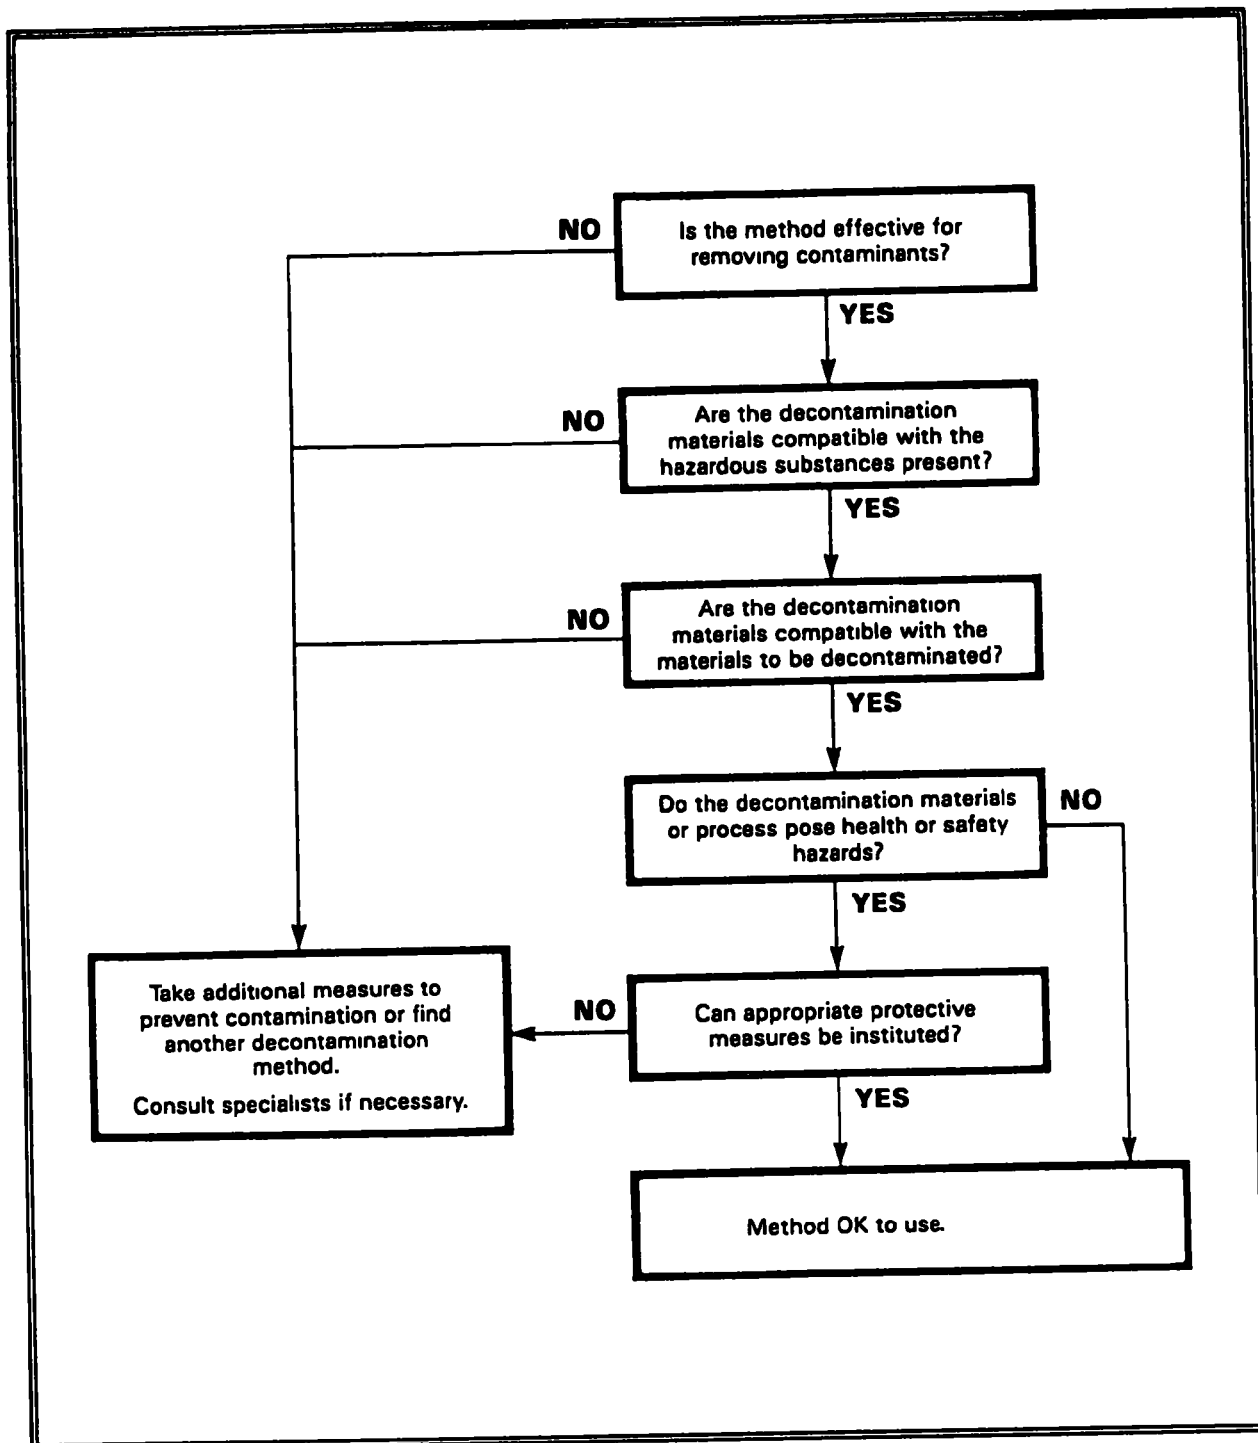 NO
Is the method effective for
removing contaminants?
YES
NO
Are the decontamination
materials compatible with the
hazardous substances present?
YES
NO
Are the decontamination
materials compatible with the
materials to be decontaminated?
YES
Do the decontamination materials
or process pose health or safety
hazards?
NO
YES
Take additional measures to
prevent contamination or find
another decontamination
method.
Consult specialists if necessary.
NO
Can appropriate protective
measures be instituted?
YES
Method OK to use.